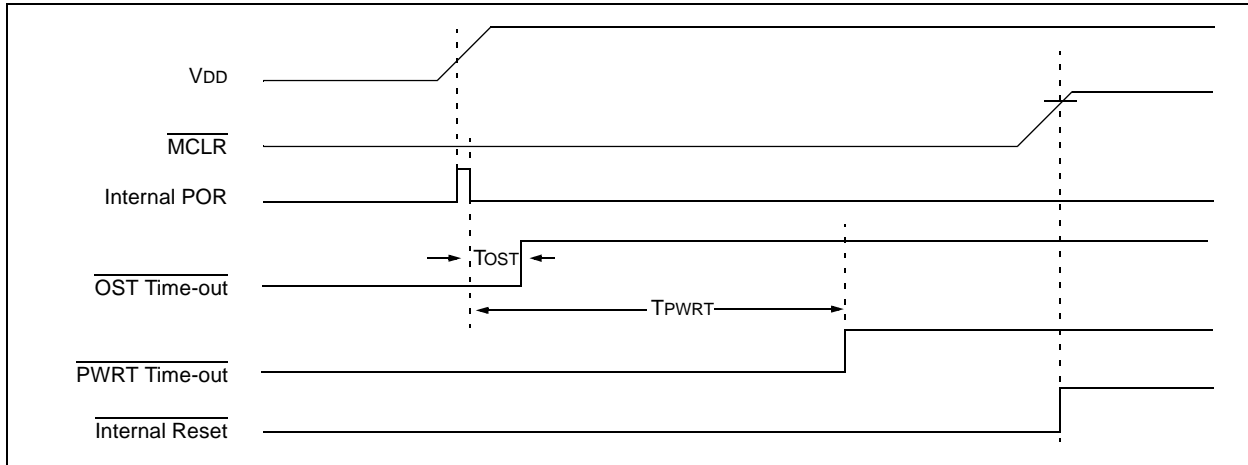 VDD
MCLR
Internal POR
TOST
OST Time-out
TPWRT
PWRT Time-out
Internal Reset